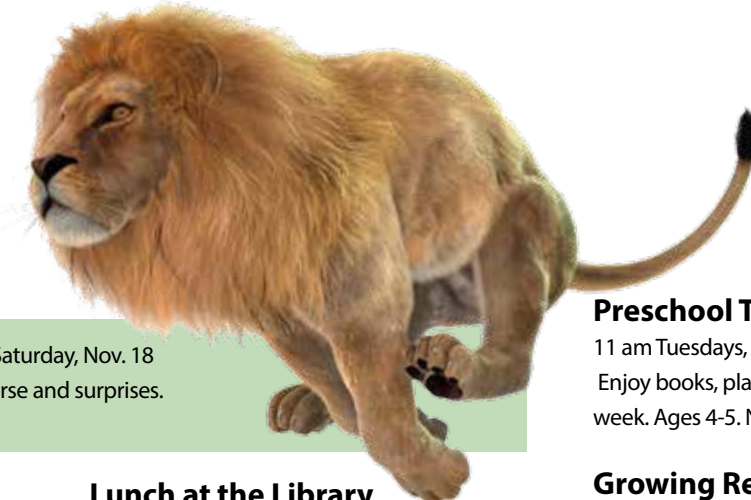 Saturday, Nov. 18
rse and surprises.
Lunch at the Library
Preschool T
11 am Tuesdays,
Enjoy books, pla
week. Ages 4-5. N
Growing Re